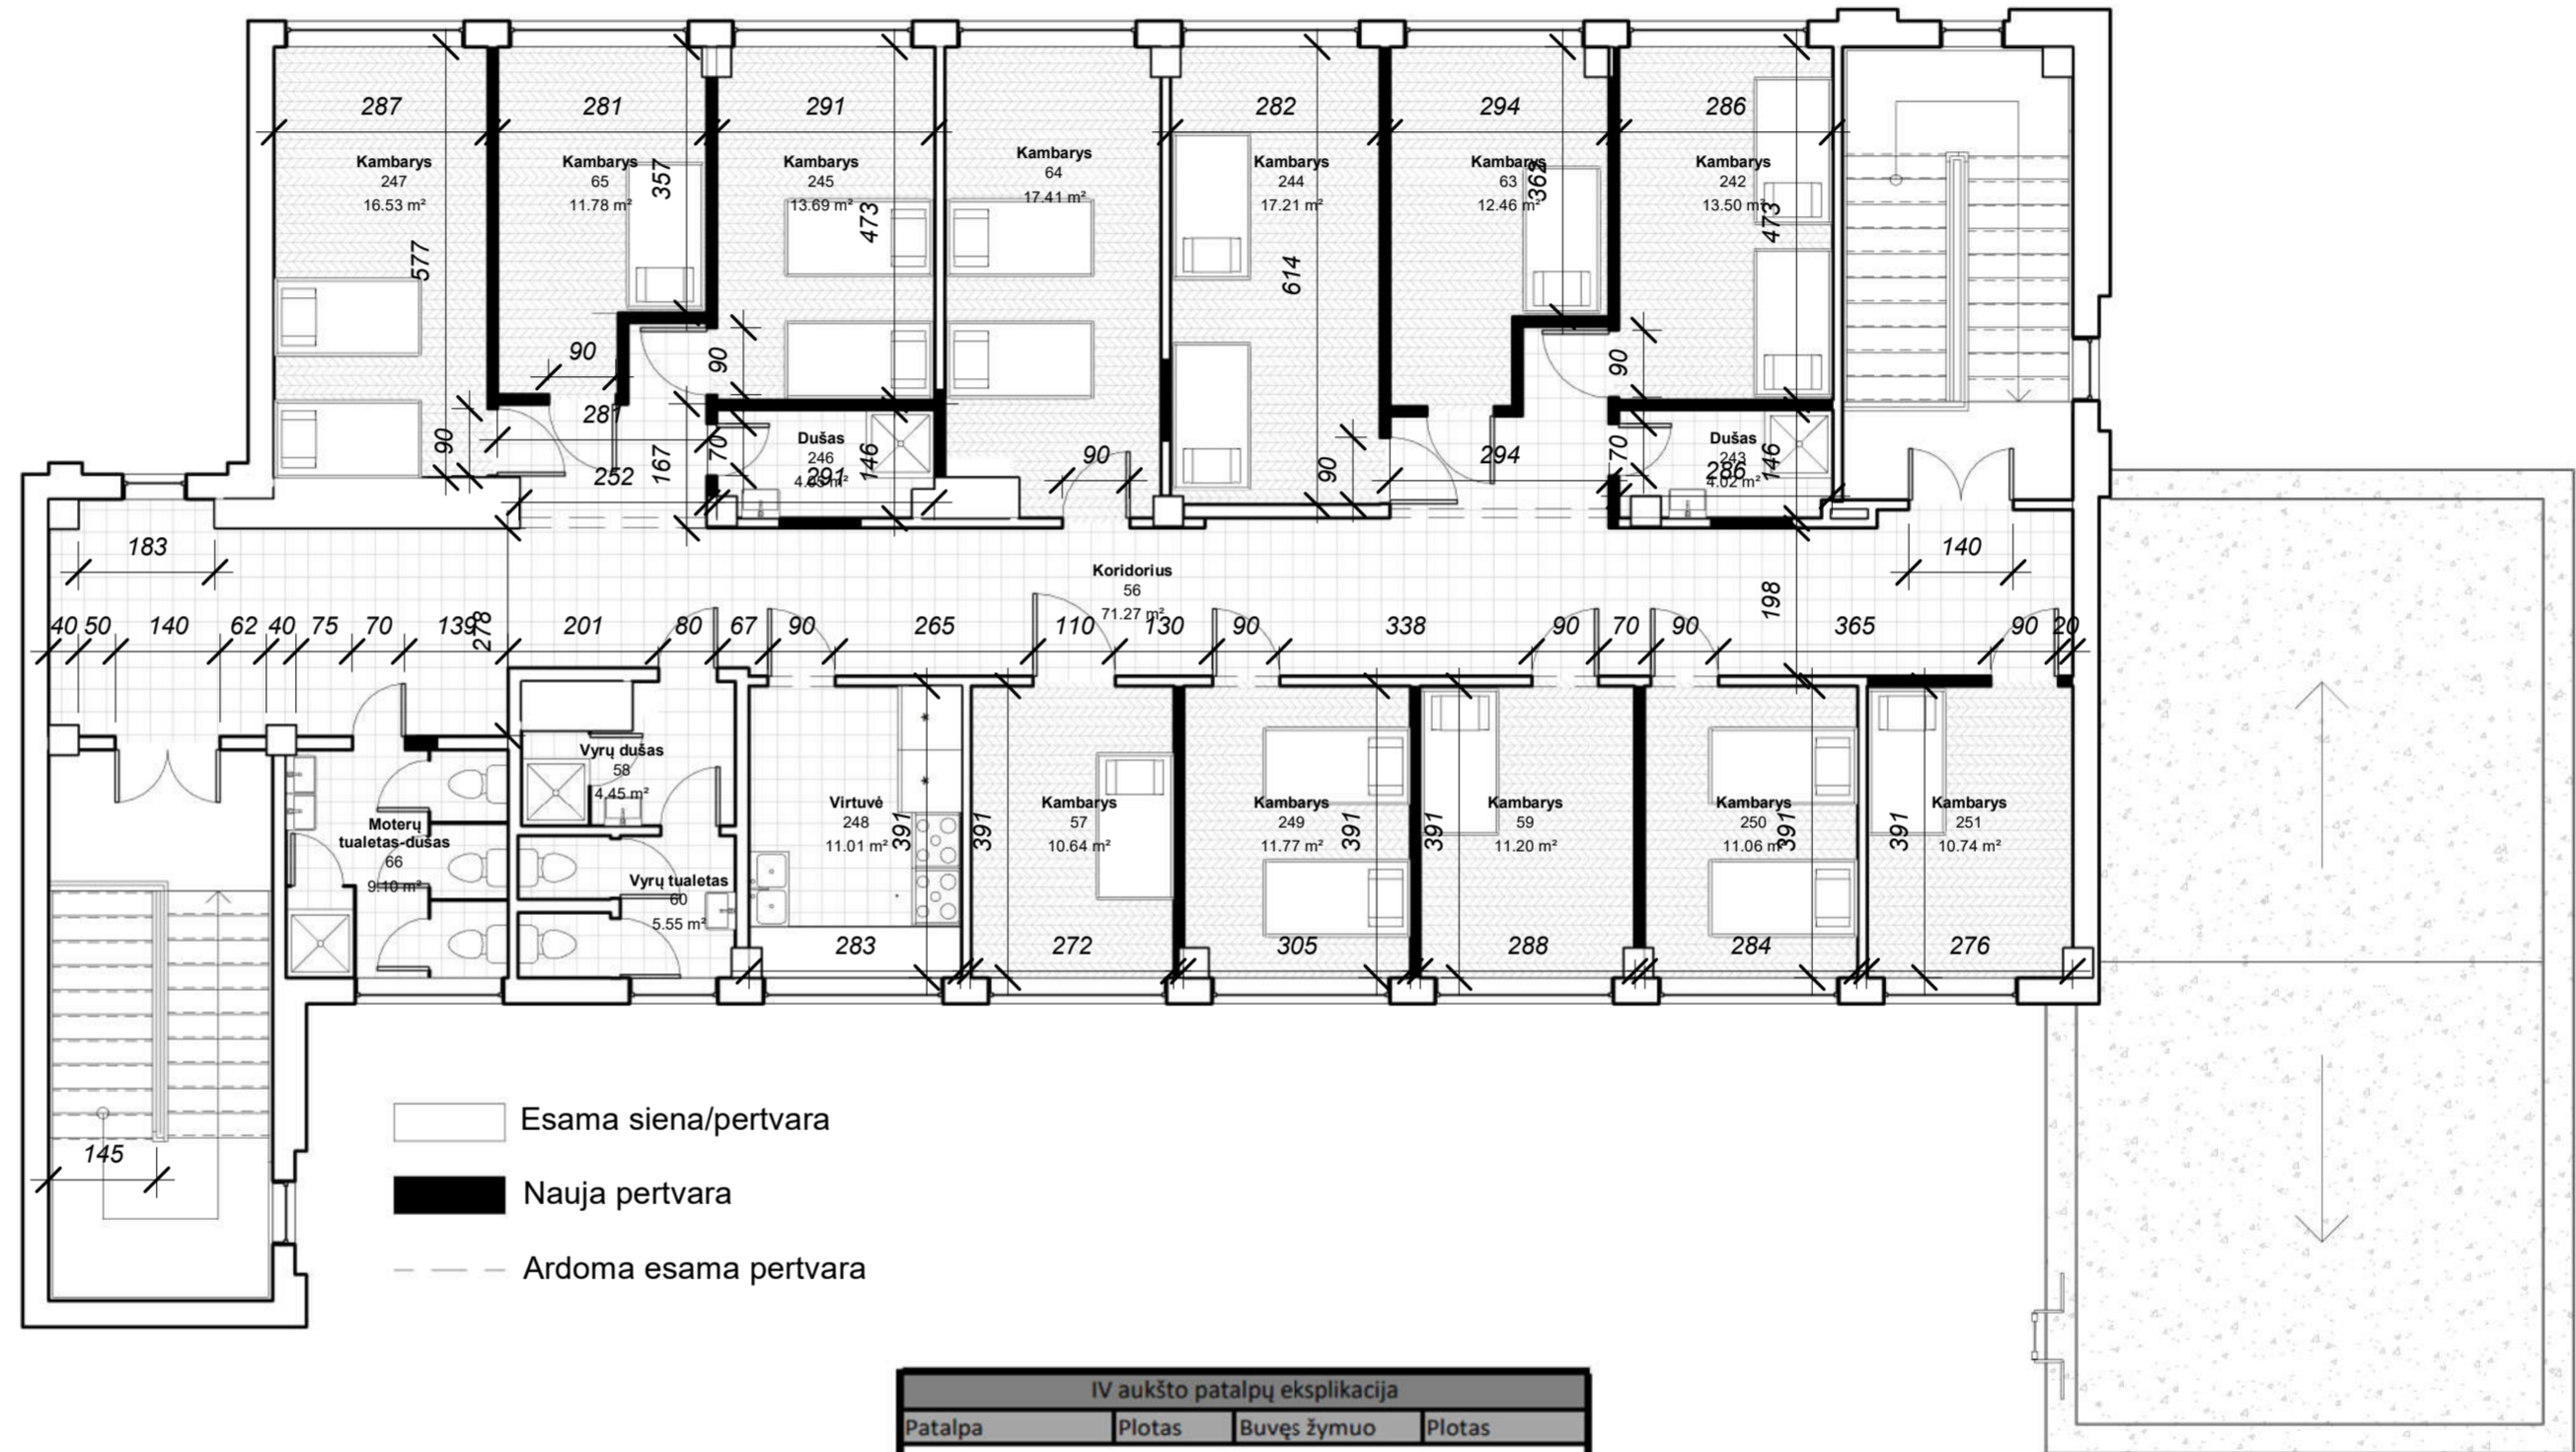 287
281
291
282
294
286
Kambarys
247
16.53 m²
Kambarys
65
11.78 m²
357
Kambarys
245
13.69 m²
473
Kambarys
64
17.41 m²
Kambarys
244
17.21 m²
614
Kambarys
63
12.46 m²
362
Kambarys
242
13.50 m²
473
577
90
90
90
281
90
252
167
70
Dušas
246
291
146
90
90
294
70
Dušas
243
4.02 m²
286
146
183
140
Koridorius
56
71.27 m²
198
40 50 140 62 40 75 70 139 201 80 67 90 265 110 130 90 338 90 70 90 365 90 20
278
Vyrų dušas
58
4.45 m²
Moterų
tualetas-dušas
66
9.10 m²
Vyrų tualetas
60
5.55 m²
Virtuvė
248
11.01 m²
391
Kambarys
57
10.64 m²
391
Kambarys
249
11.77 m²
391
Kambarys
59
11.20 m²
391
Kambarys
250
11.06 m²
391
Kambarys
251
10.74 m²
391
283
272
305
288
284
276
145
Esama siena/pertvara
Nauja pertvara
Ardoma esama pertvara
IV aukšto patalpų eksplikacija
Patalpa Plotas Buvęs žymuo Plotas